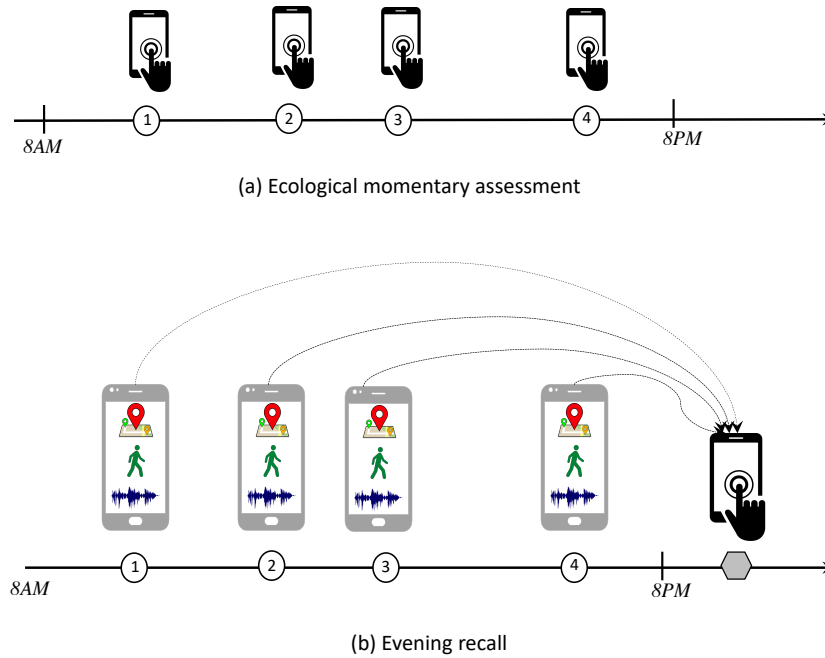 1 2 3 4
8AM 8PM
(a) Ecological momentary assessment
1 2 3 4
8AM 8PM
(b) Evening recall